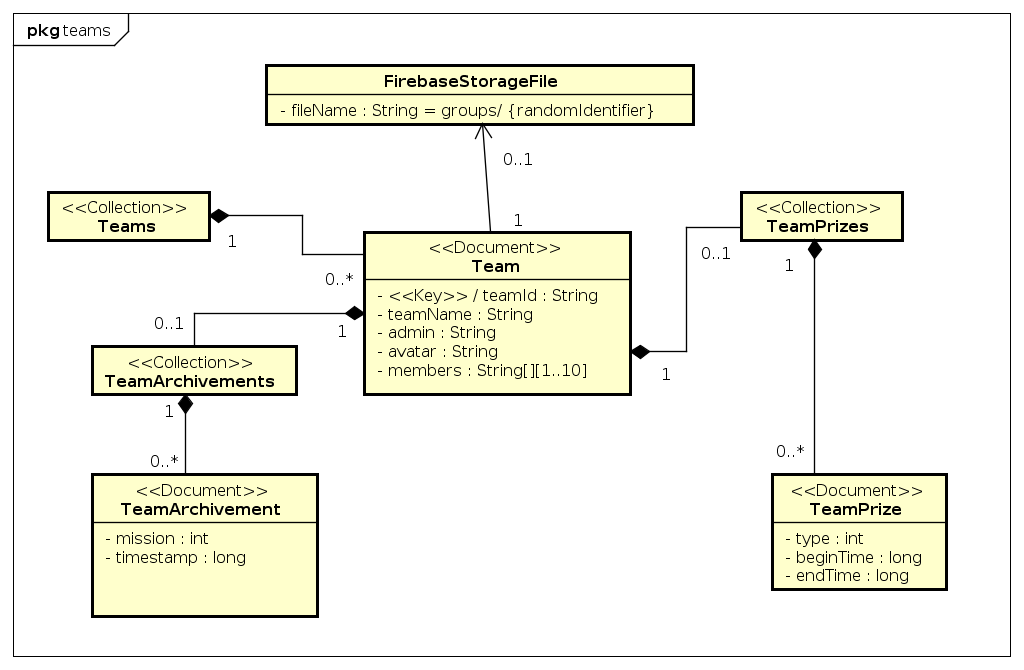 pkg teams
FirebaseStorageFile
- fileName : String = groups/ {randomIdentifier}
0..1
1
<<Collection>>
Teams
1
0..*
<<Document>>
Team
- <<Key>> / teamId : String
- teamName : String
- admin : String
- avatar : String
- members : String[][1..10]
<<Collection>>
TeamPrizes
0..1
1
1
0..1
1
<<Collection>>
TeamArchivements
1
0..*
0..*
<<Document>>
TeamArchivement
- mission : int
- timestamp : long
<<Document>>
TeamPrize
- type : int
- beginTime : long
- endTime : long